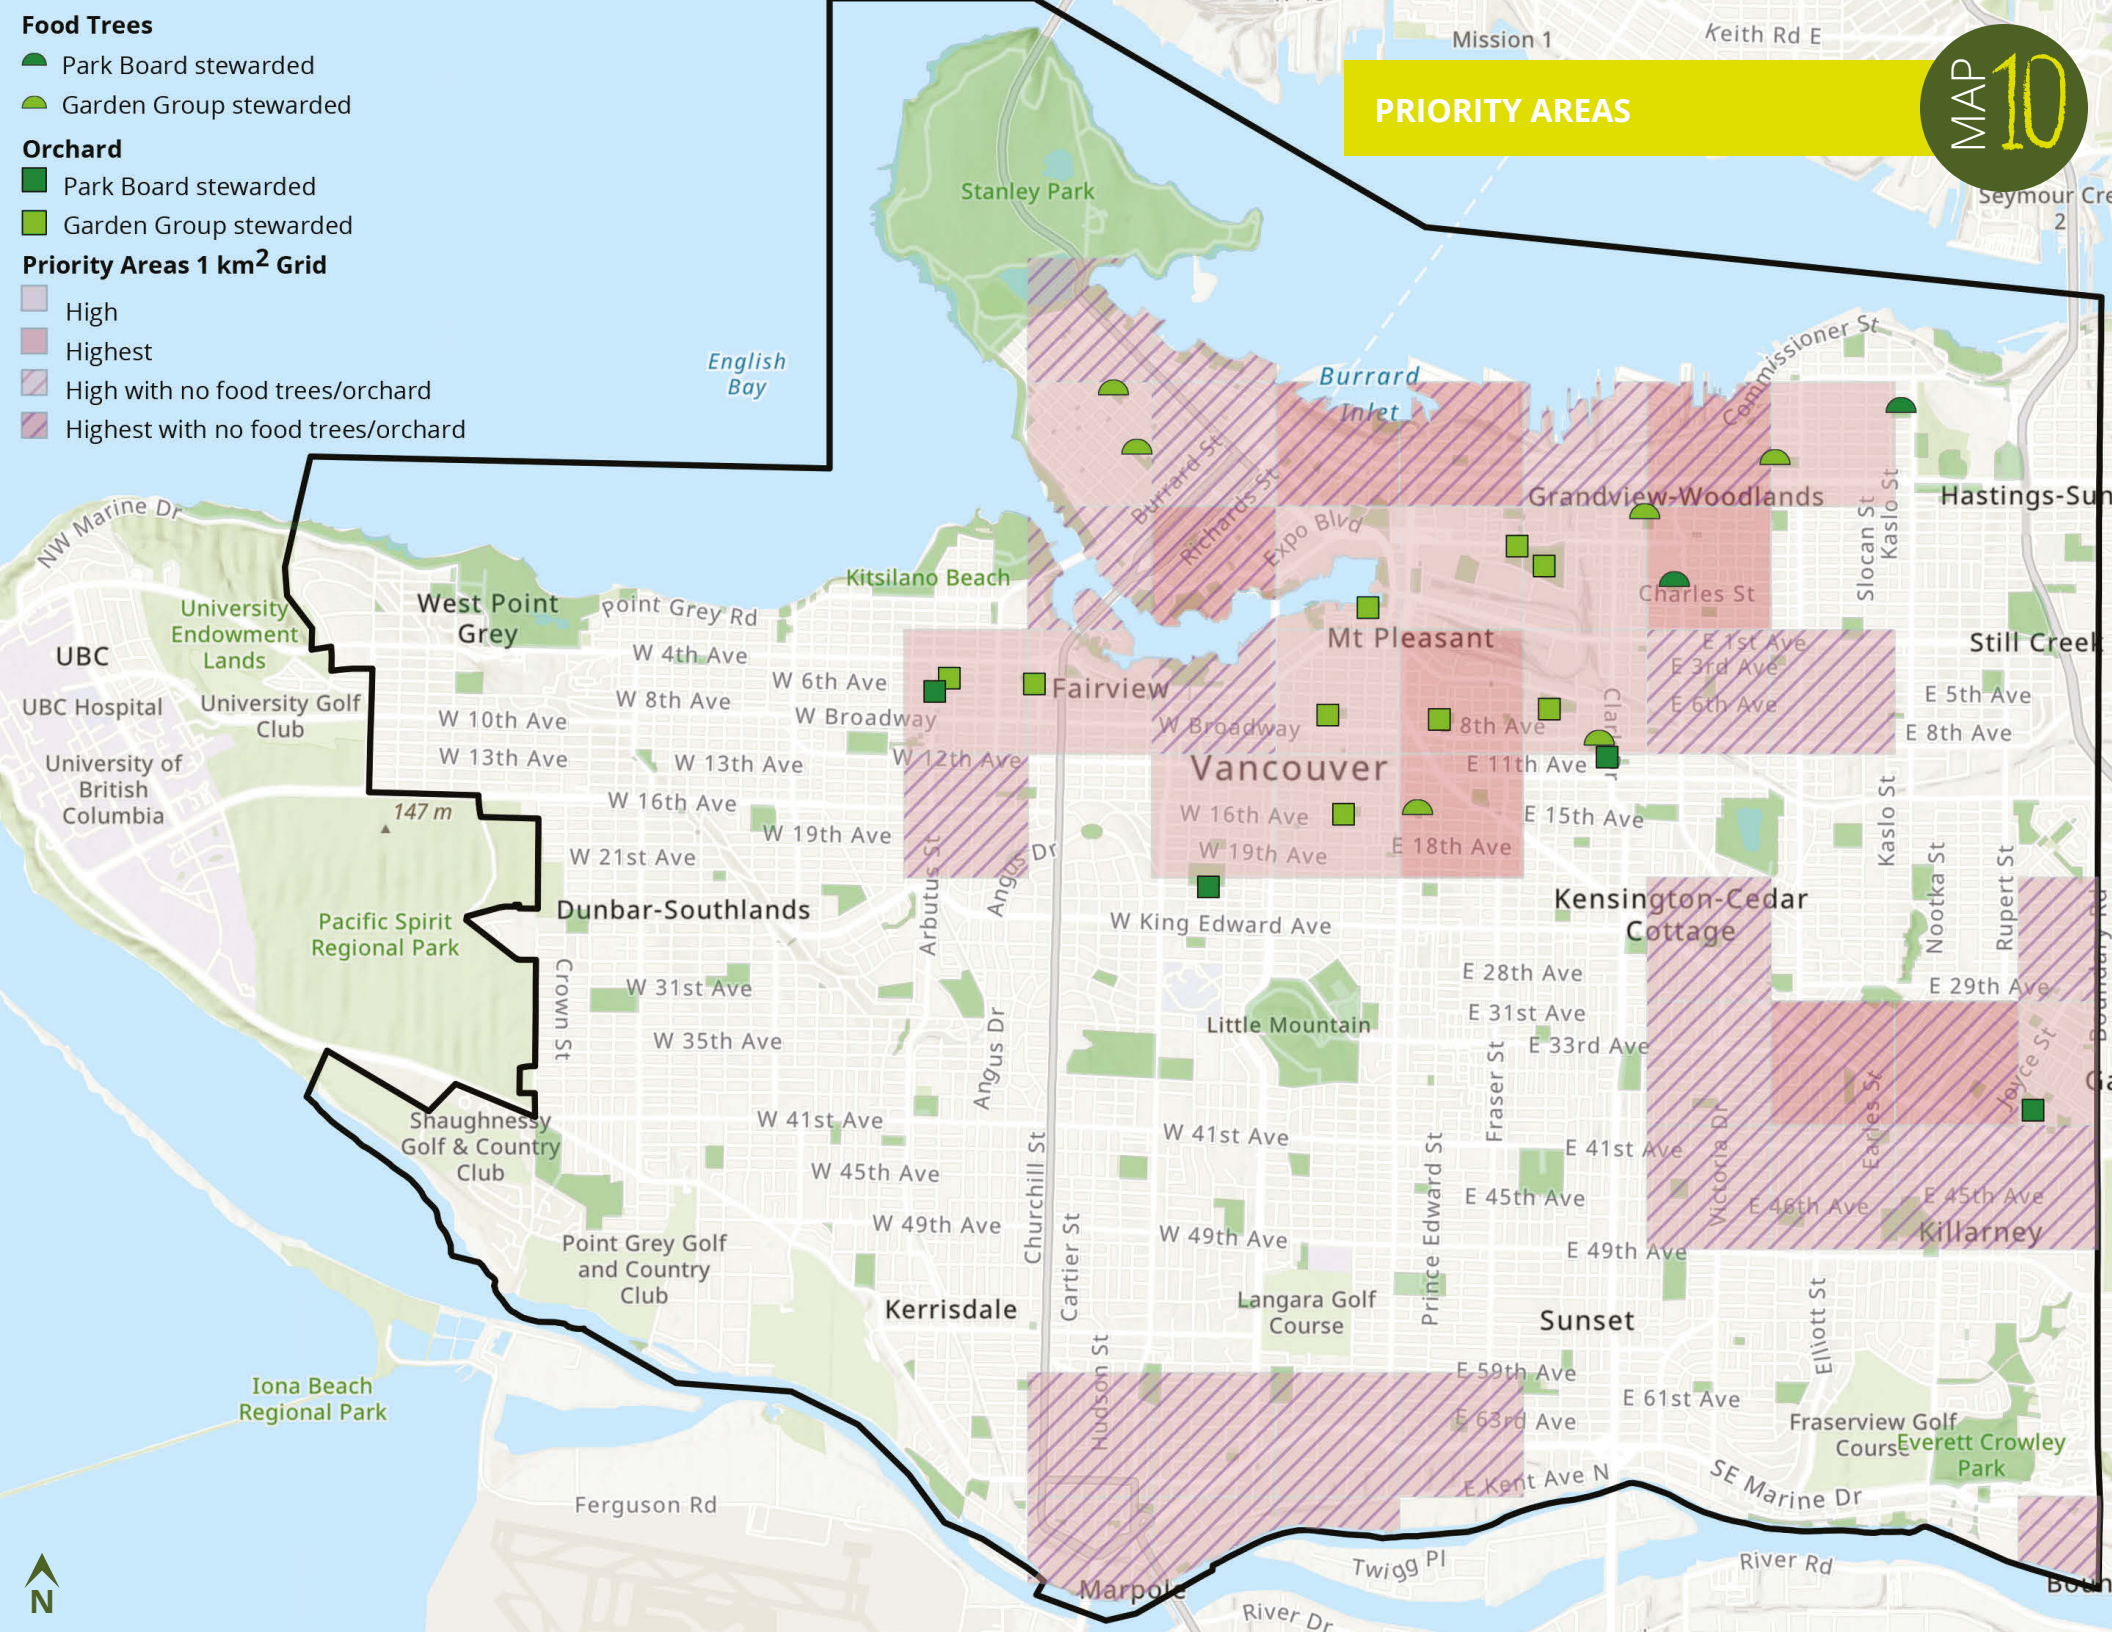 Food Trees
Park Board stewarded
Garden Group stewarded
Orchard
Park Board stewarded
Garden Group stewarded
Priority Areas 1 km2 Grid
High
Highest
High with no food trees/orchard
Highest with no food trees/orchard
PRIORITY AREAS
MAP
10
Mission 1
Keith Rd E
Seymour Cre
2
Stanley Park
English
Bay
Burrard
Inlet
Commissioner St
NW Marine Dr
Burrard St
Richards St
Expo Blvd
Grandview-Woodlands
Slocan St
Kaslo St
Hastings-Sun
University
Endowment
Lands
West Point
Grey
Point Grey Rd
Kitsilano Beach
Charles St
UBC
W 4th Ave
Mt Pleasant
E 1st Ave
E 3rd Ave
Still Creek
UBC Hospital
University Golf
Club
W 6th Ave
W 8th Ave
Fairview
Clar
r
E 6th Ave
E 5th Ave
W 10th Ave
W Broadway
W Broadway
8th Ave
E 8th Ave
W 13th Ave
W 13th Ave
W 12th Ave
Vancouver
E 11th Ave
University of
British
Columbia
147 m
W 16th Ave
W 16th Ave
E 15th Ave
Kaslo St
W 19th Ave
W 21st Ave
W 19th Ave
E 18th Ave
Arbutus St
Angus Dr
Nootka St
Rupert St
Boundary Rd
Pacific Spirit
Regional Park
Dunbar-Southlands
W King Edward Ave
Kensington-Cedar
Cottage
Crown St
W 31st Ave
E 28th Ave
E 29th Ave
W 35th Ave
Angus Dr
Little Mountain
E 31st Ave
E 33rd Ave
Fraser St
Joyce St
Ga
Earles St
Victoria Dr
Shaughnessy
Golf & Country
Club
W 41st Ave
W 41st Ave
E 41st Ave
W 45th Ave
Churchill St
Prince Edward St
E 45th Ave
E 46th Ave
E 45th Ave
W 49th Ave
Cartier St
W 49th Ave
E 49th Ave
Killarney
Point Grey Golf
and Country
Club
Kerrisdale
Langara Golf
Course
Sunset
Elliott St
Iona Beach
Regional Park
Hudson St
E 59th Ave
E 61st Ave
E 63rd Ave
Fraserview Golf
Course
Everett Crowley
Park
E Kent Ave N
SE Marine Dr
Ferguson Rd
Twigg Pl
River Rd
Marpole
Boun
River Dr
N